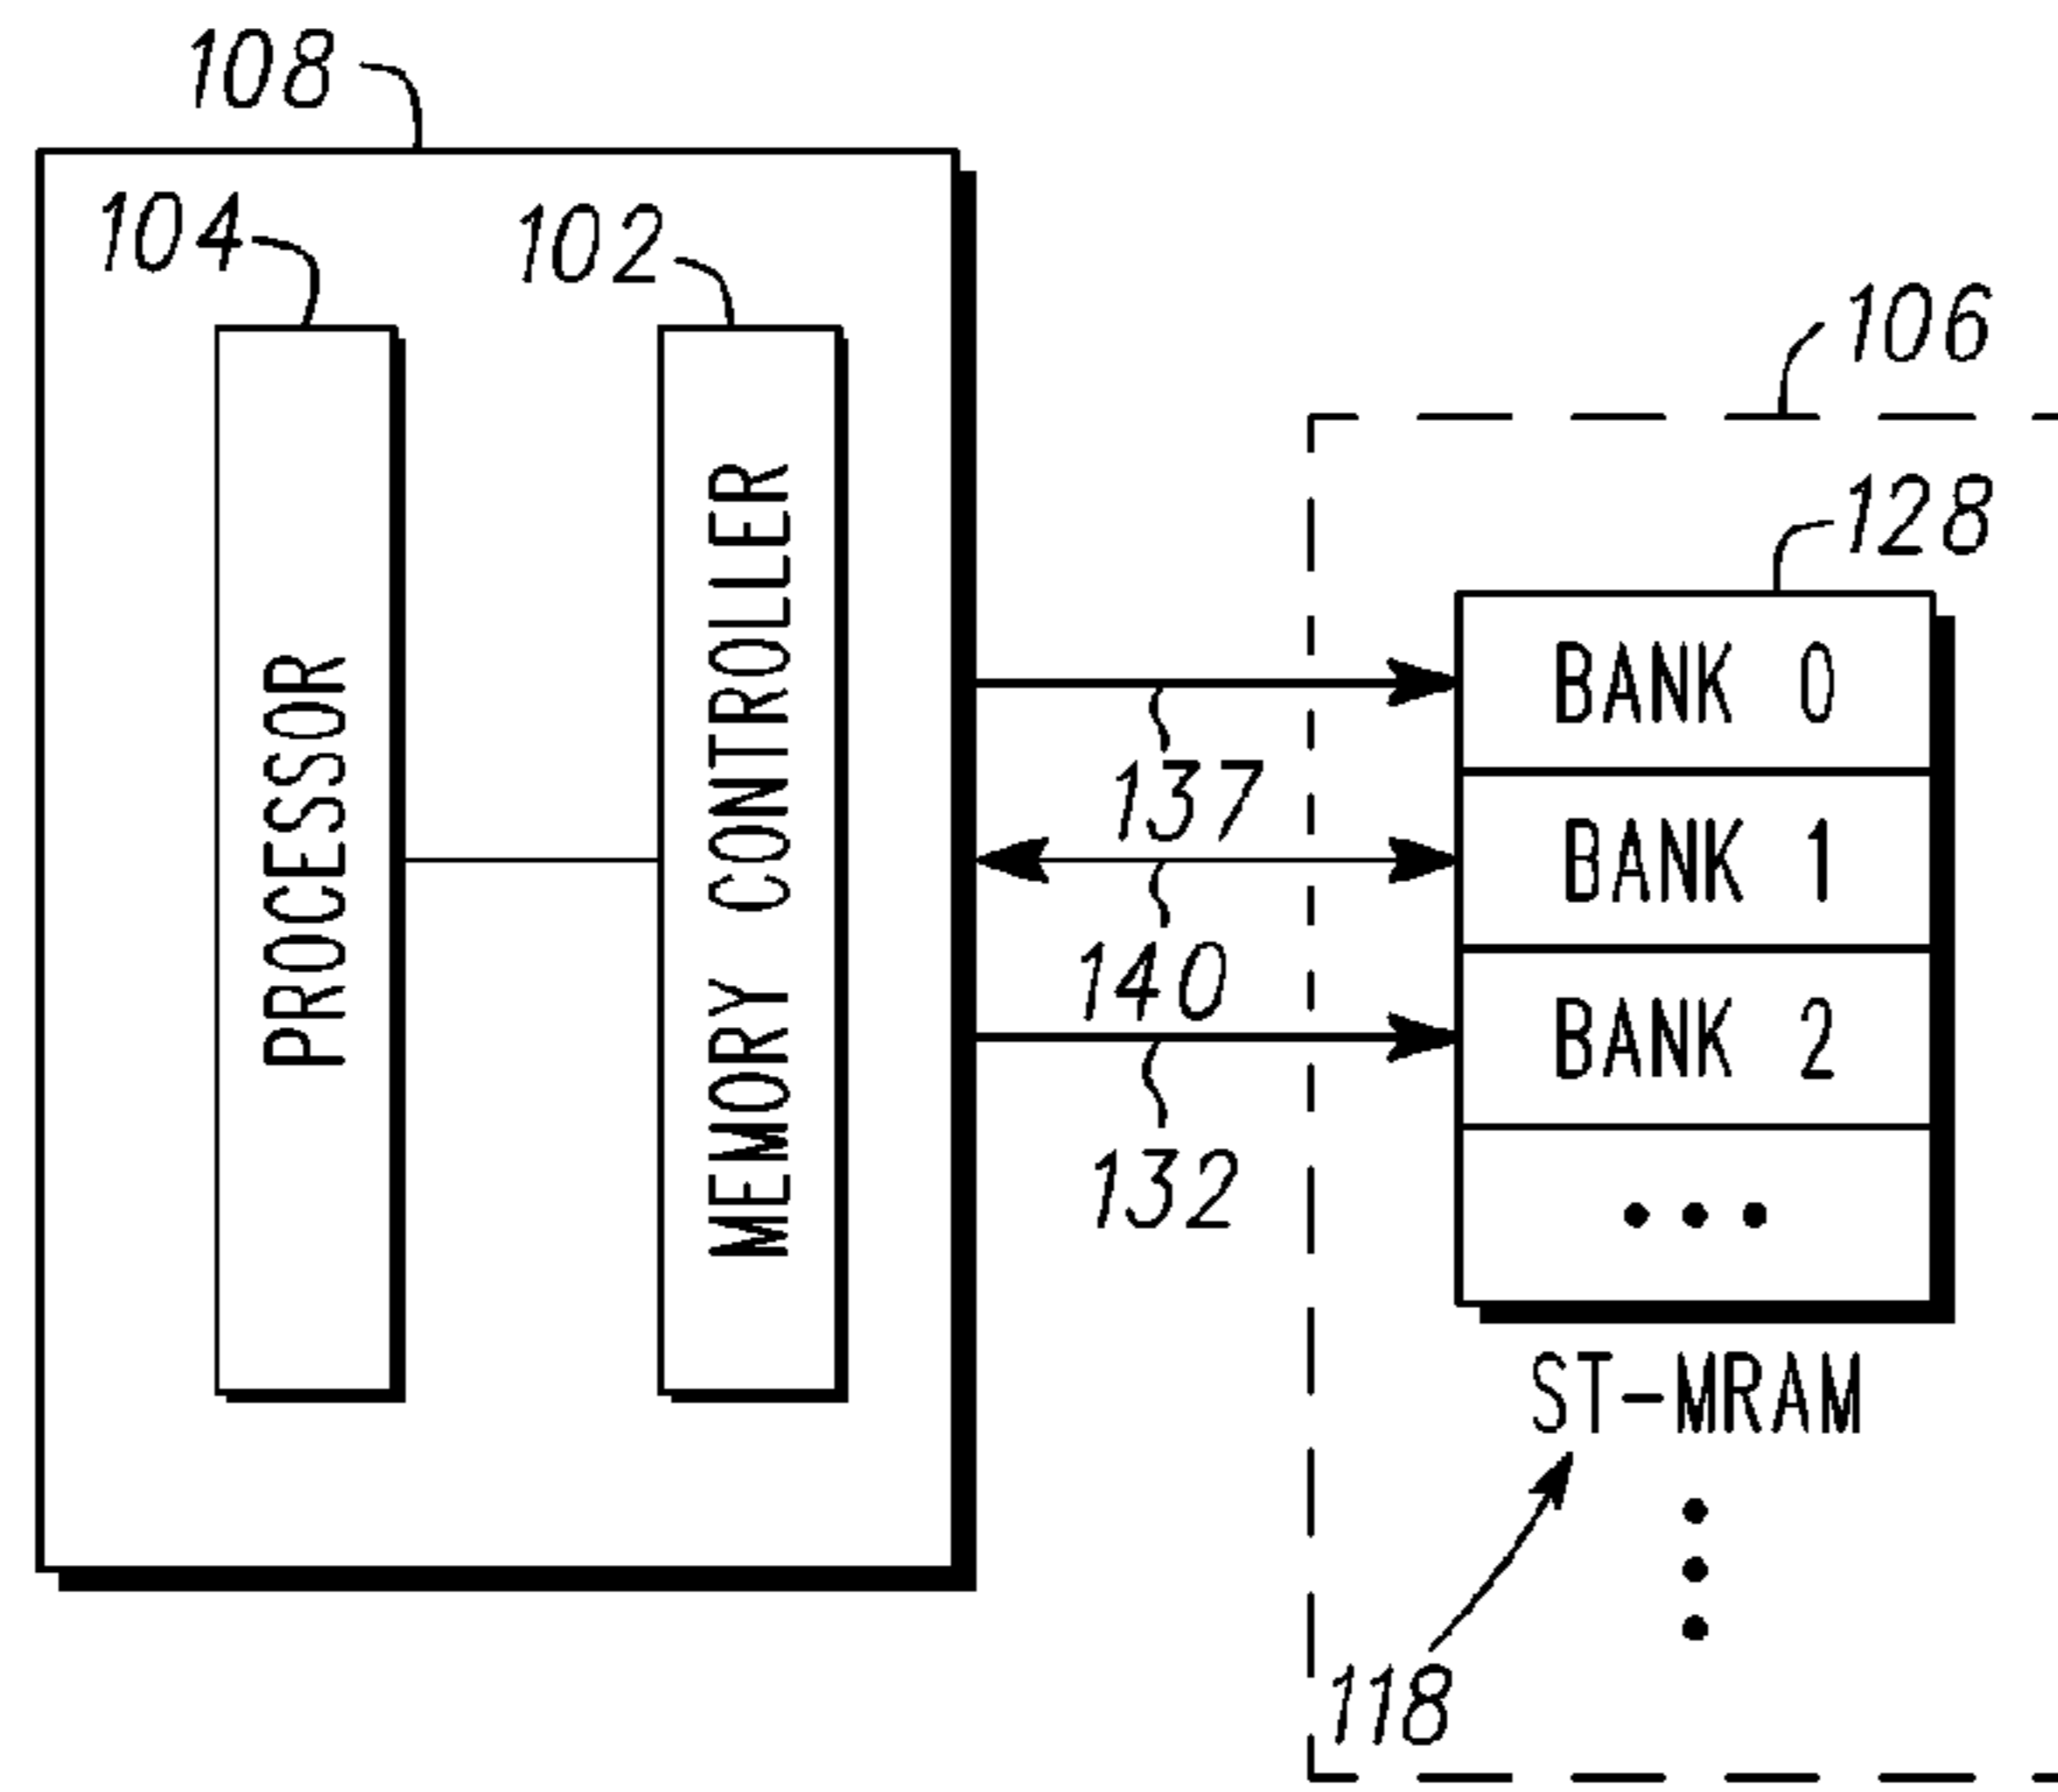 108
104
102
106
128
PROCESSOR
MEMORY CONTROLLER
BANK 0
137
BANK 1
140
BANK 2
132
•••
ST-MRAM
118